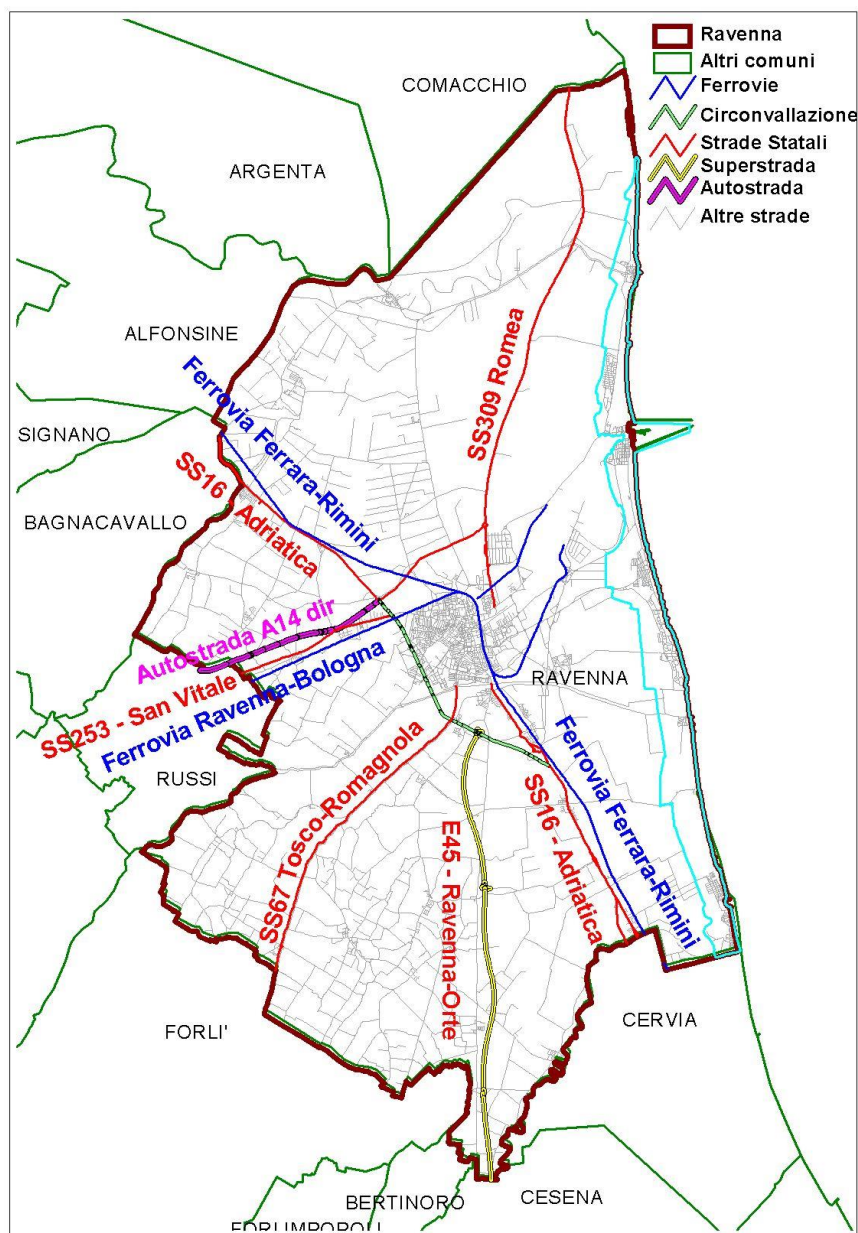 Ravenna
Altri comuni
Ferrovie
Circonvallazione
Strade Statali
Superstrada
Autostrada
Altre strade
COMACCHIO
ARGENTA
ALFONSINE
SIGNANO
BAGNACAVALLO
Ferrovia Ferrara-Rimini
SS16 - Adriatica
SS309 Romea
Autostrada A14 dir
SS253 - San Vitale
Ferrovia Ravenna-Bologna
RAVENNA
RUSSI
SS67 Tosco-Romagnola
E45 - Ravenna-Orte
SS16 - Adriatica
Ferrovia Ferrara-Rimini
FORLI'
CERVIA
BERTINORO
CESENA
FORLIMPOPOLI